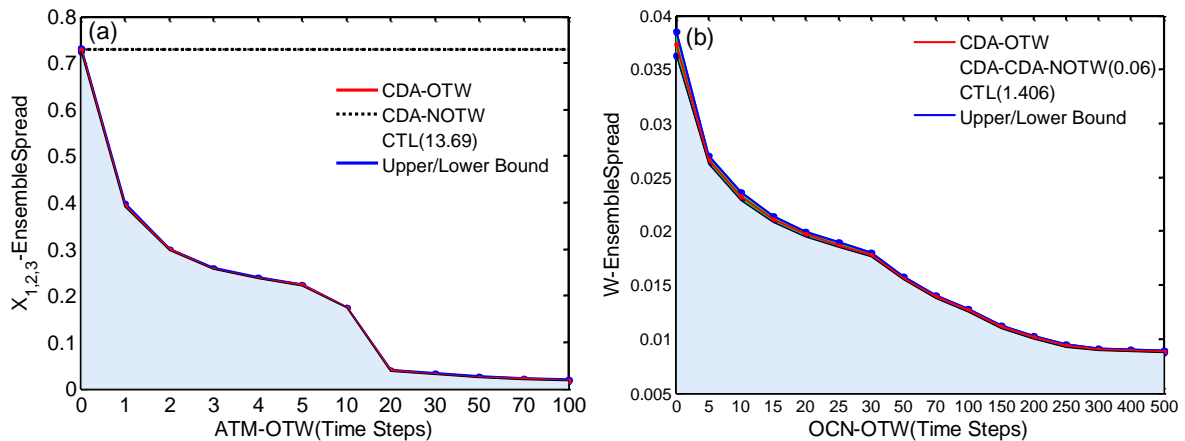 (a)
0.8
0.7
0.6
0.5
0.4
0.3
0.2
0.1
0
X1,2,3-EnsembleSpread
CDA-OTW
CDA-NOTW
CTL(13.69)
Upper/Lower Bound
0 1 2 3 4 5 10 20 30 50 70 100
ATM-OTW(Time Steps)
(b)
0.04
0.035
0.03
0.025
0.02
0.015
0.01
0.005
W-EnsembleSpread
CDA-OTW
CDA-CDA-NOTW(0.06)
CTL(1.406)
Upper/Lower Bound
0 5 10 15 20 25 30 50 70 100 150 200 250 300 400 500
OCN-OTW(Time Steps)